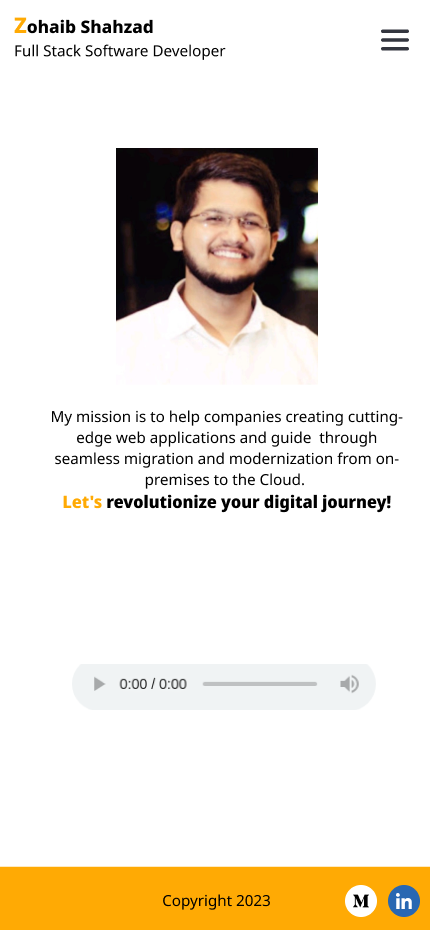 Zohaib Shahzad
Full Stack Software Developer
My mission is to help companies creating cutting-
edge web applications and guide  through
seamless migration and modernization from on-
premises to the Cloud.
Let's revolutionize your digital journey!
0:00 / 0:00
Copyright 2023
M
in